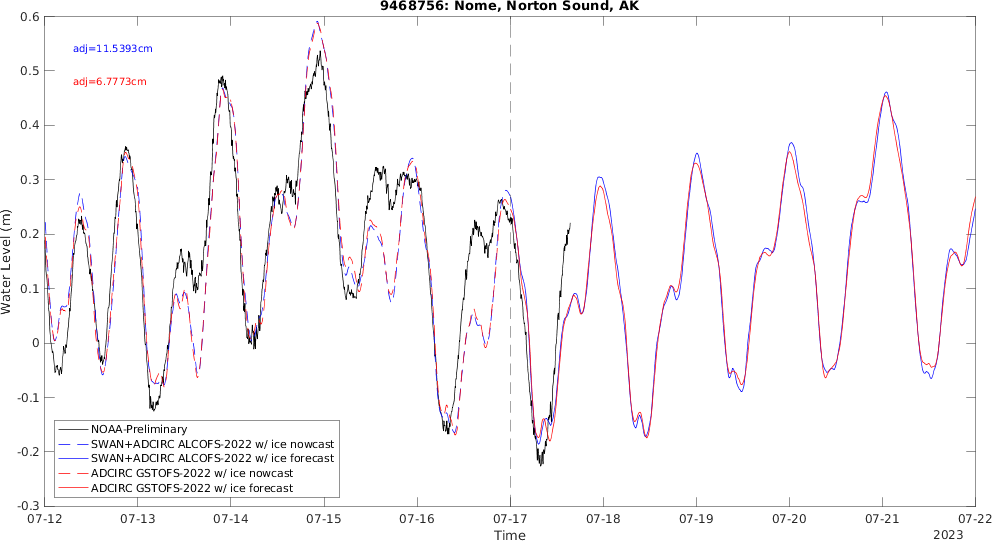 9468756: Nome, Norton Sound, AK
adj=11.5393cm
adj=6.7773cm
Water Level (m)
0.6
0.5
0.4
0.3
0.2
0.1
0
-0.1
-0.2
-0.3
NOAA-Preliminary
SWAN+ADCIRC ALCOFS-2022 w/ ice nowcast
SWAN+ADCIRC ALCOFS-2022 w/ ice forecast
ADCIRC GSTOFS-2022 w/ ice nowcast
ADCIRC GSTOFS-2022 w/ ice forecast
07-12 07-13 07-14 07-15 07-16 07-17 07-18 07-19 07-20 07-21 07-22
Time
2023